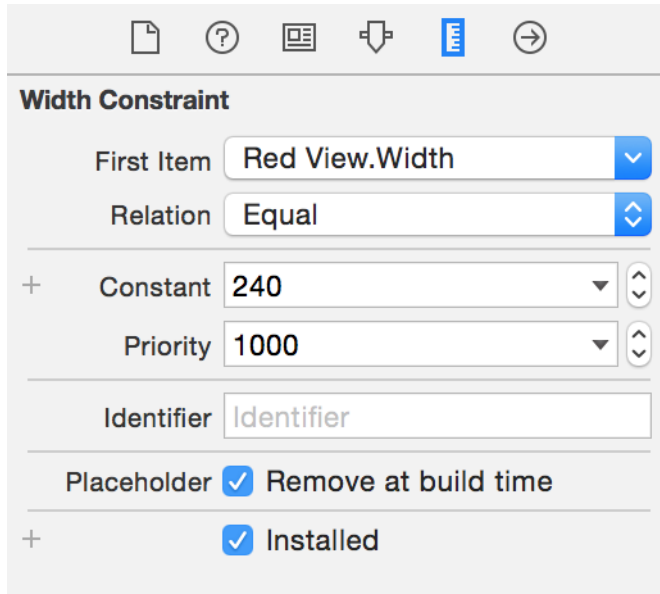 Width Constraint
First Item Red View.Width
Relation Equal
Constant 240
Priority 1000
Identifier Identifier
Placeholder Remove at build time
Installed